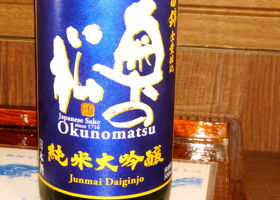 奥の松
Japanese Sake
since 1716
Okunomatsu
純米大吟醸
Junmai Daiginjo